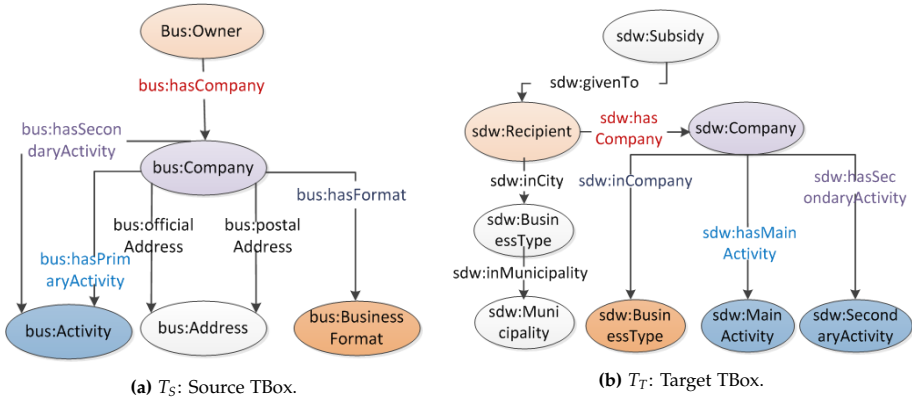 Bus:Owner
bus:hasCompany
bus:hasSecon
daryActivity
bus:Company
bus:hasFormat
bus:official
Address
bus:postal
Address
bus:hasPrim
aryActivity
bus:Activity
bus:Address
bus:Business
Format
(a) TS: Source TBox.
sdw:Subsidy
sdw:givenTo
sdw:Recipient
sdw:has
Company
sdw:Company
sdw:inCity
sdw:inCompany
sdw:hasSec
ondaryActivity
sdw:Busin
essType
sdw:hasMain
Activity
sdw:inMunicipality
sdw:Muni
cipality
sdw:Busin
essType
sdw:Main
Activity
sdw:Second
aryActivity
(b) TT: Target TBox.